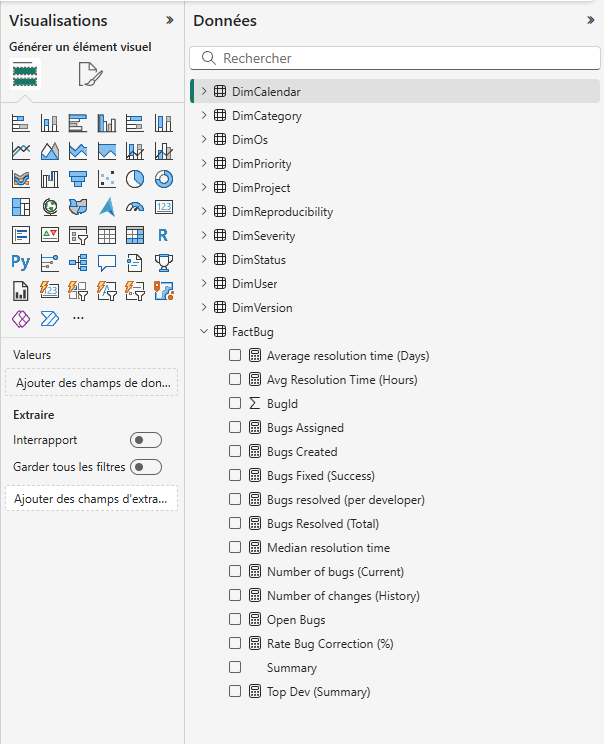 Visualisations
Générer un élément visuel
123
R
Py
123
...
Valeurs
Ajouter des champs de don...
Extraire
Interrapport
Garder tous les filtres
Ajouter des champs d'extra...
Données
Rechercher
DimCalendar
DimCategory
DimOs
DimPriority
DimProject
DimReproducibility
DimSeverity
DimStatus
DimUser
DimVersion
FactBug
Average resolution time (Days)
Avg Resolution Time (Hours)
BugId
Bugs Assigned
Bugs Created
Bugs Fixed (Success)
Bugs resolved (per developer)
Bugs Resolved (Total)
Median resolution time
Number of bugs (Current)
Number of changes (History)
Open Bugs
Rate Bug Correction (%)
Summary
Top Dev (Summary)